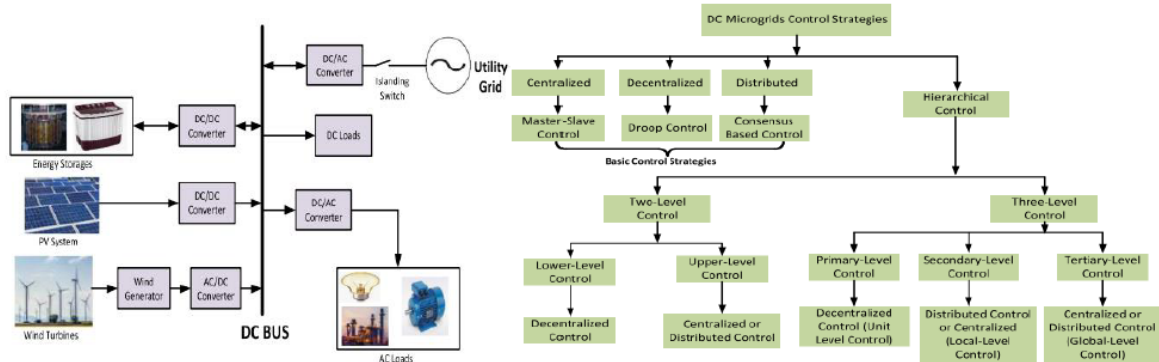 DC/AC
Converter
Islanding
Switch
Utility
Grid
DC/DC
Converter
Energy Storages
DC Loads
DC/DC
Converter
PV System
DC/AC
Converter
Wind
Generator
AC/DC
Converter
Wind Turbines
DC BUS
AC Loads
DC Microgrids Control Strategies
Centralized
Decentralized
Distributed
Hierarchical
Control
Master-Slave
Control
Droop Control
Consensus
Based Control
Basic Control Strategies
Two-Level
Control
Three-Level
Control
Lower-Level
Control
Upper-Level
Control
Primary-Level
Control
Secondary-Level
Control
Tertiary-Level
Control
Decentralized
Control
Centralized or
Distributed Control
Decentralized
Control (Unit
Level Control)
Distributed Control
or Centralized
(Local-Level
Control)
Centralized or
Distributed Control
(Global-Level
Control)